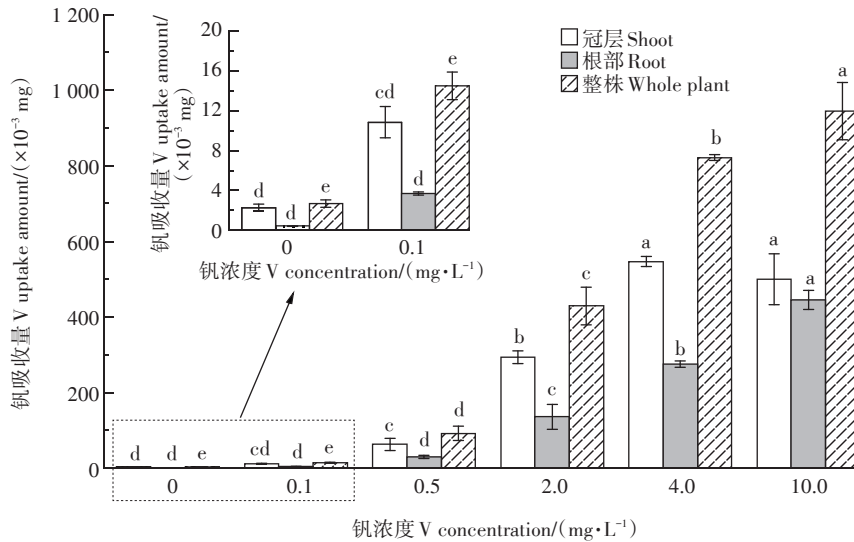 1 200
1 000
800
600
400
200
0
钒吸收量 V uptake amount/(×10⁻³ mg)
20
16
12
8
4
0
钒吸收量 V uptake amount/
(×10⁻³ mg)
d d e
cd d e
0 0.1
钒浓度 V concentration/(mg·L⁻¹)
冠层 Shoot
根部 Root
整株 Whole plant
d d e
cd d e
c d d
b c c
a b b
a a a
0 0.1 0.5 2.0 4.0 10.0
钒浓度 V concentration/(mg·L⁻¹)